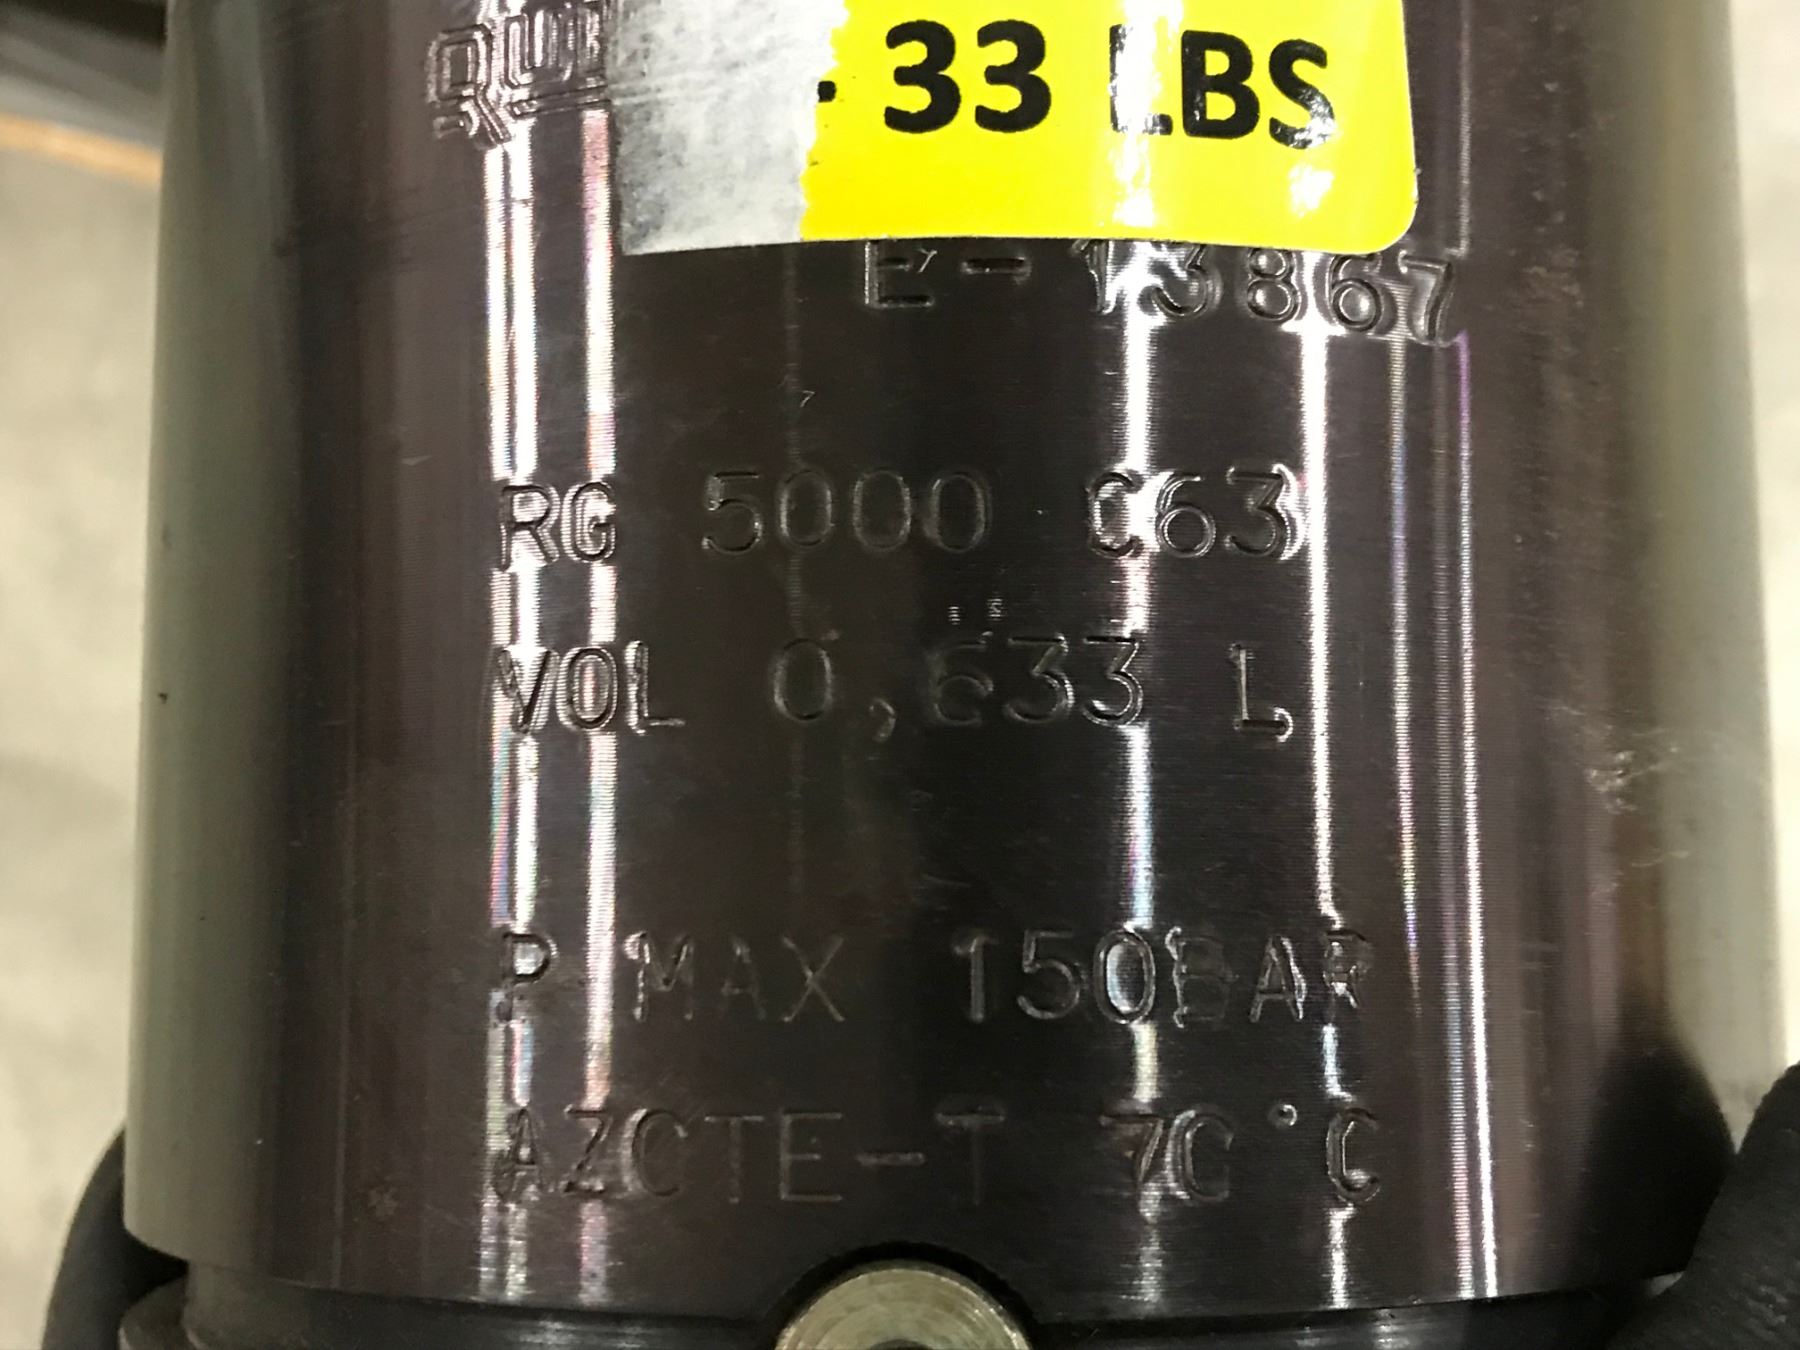 - 33 LBS
E-13867
RG 5000 C63
VOL 0,633 L
P MAX 150BAR
AZOTE-T 70°C